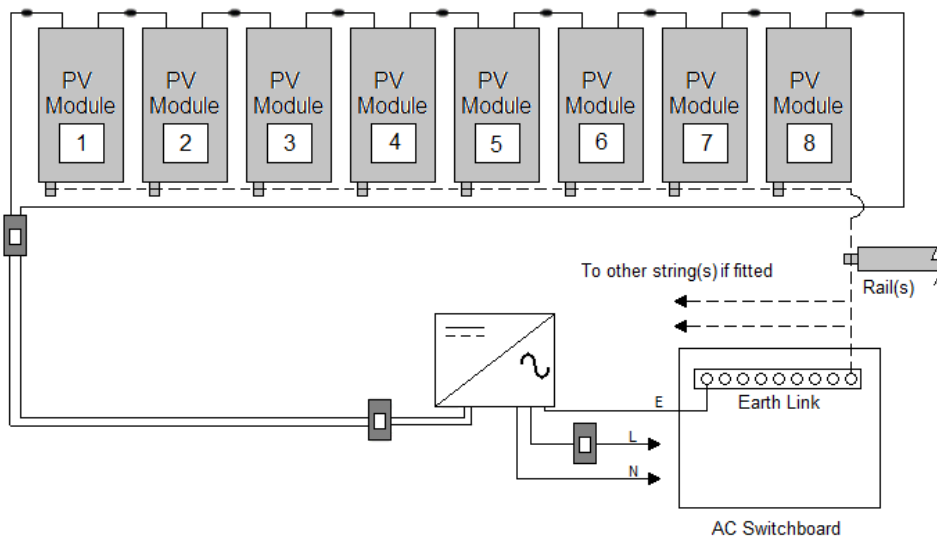 PV
Module
1
PV
Module
2
PV
Module
3
PV
Module
4
PV
Module
5
PV
Module
6
PV
Module
7
PV
Module
8
To other string(s) if fitted
Rail(s)
Earth Link
E
L
N
AC Switchboard